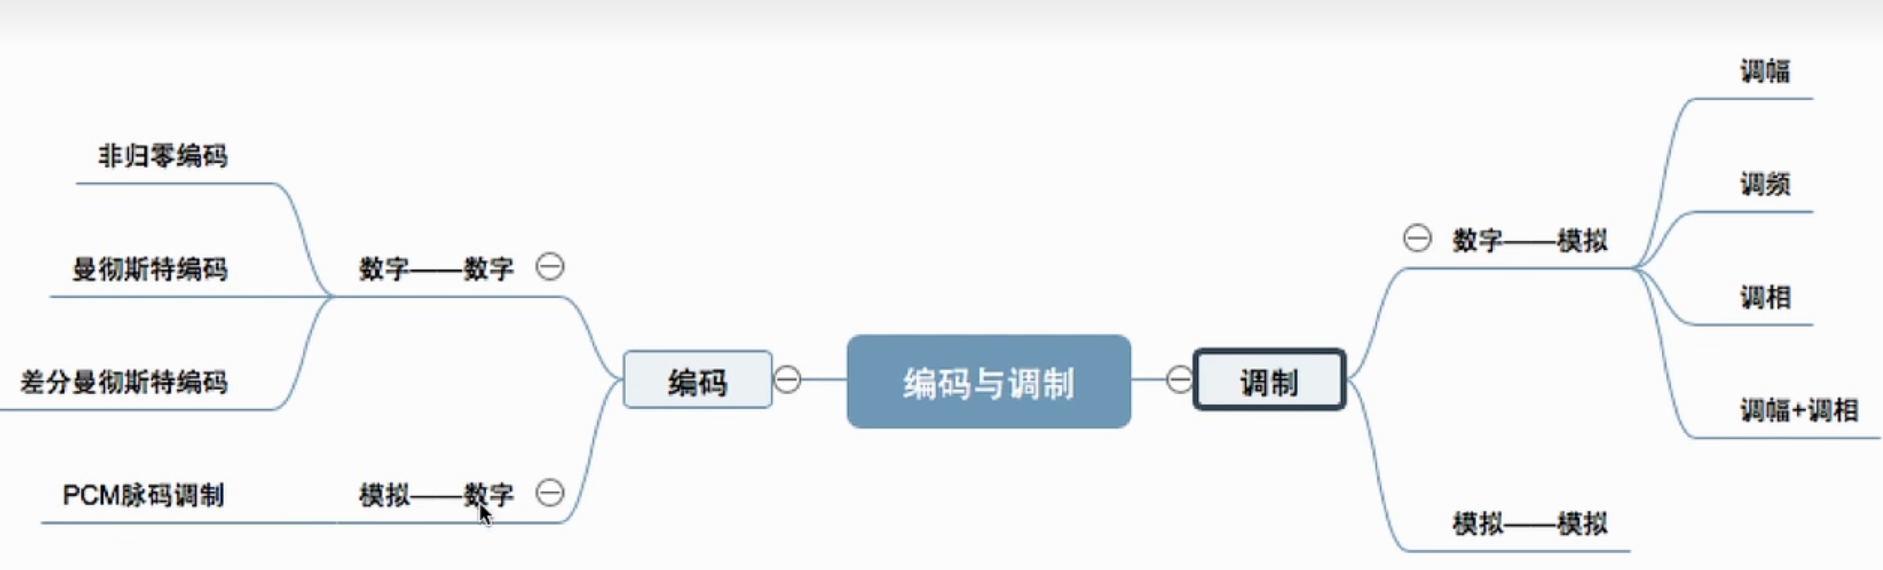 编码与调制
编码
数字——数字
非归零编码
曼彻斯特编码
差分曼彻斯特编码
模拟——数字
PCM脉码调制
调制
数字——模拟
调幅
调频
调相
调幅+调相
模拟——模拟